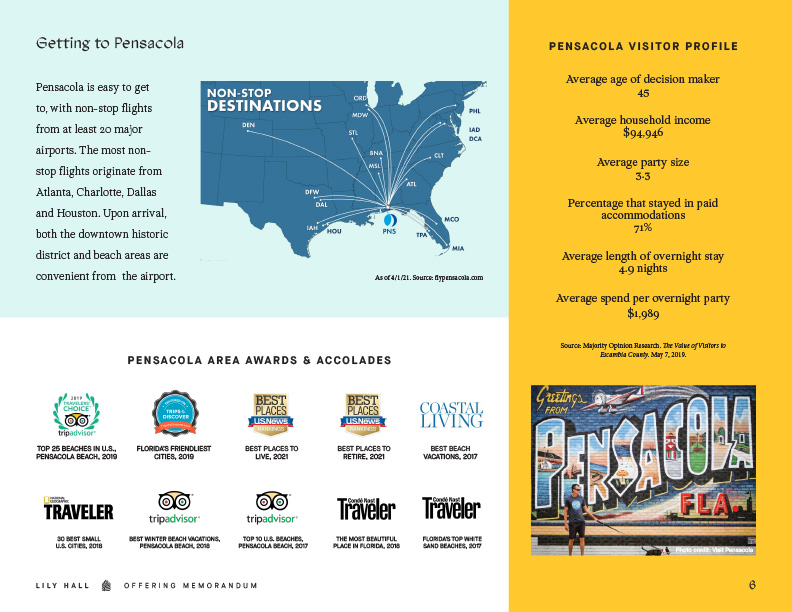 Getting to Pensacola
Pensacola is easy to get
to, with non-stop flights
from at least 20 major
airports. The most non-
stop flights originate from
Atlanta, Charlotte, Dallas
and Houston. Upon arrival,
both the downtown historic
district and beach areas are
convenient from the airport.
NON-STOP
DESTINATIONS
ORD
MDW
DEN
STL
PHL
IAD
DCA
BNA
MSL
CLT
ATL
DFW
DAL
IAH
HOU
PNS
TPA
MCO
MIA
As of 4/1/21. Source: flypensacola.com
PENSACOLA VISITOR PROFILE
Average age of decision maker
45
Average household income
$94,946
Average party size
3.3
Percentage that stayed in paid
accommodations
71%
Average length of overnight stay
4.9 nights
Average spend per overnight party
$1,989
Source: Majority Opinion Research. The Value of Visitors to
Escambia County. May 7, 2019.
Greetings
FROM
PENSACOLA
FLA.
Photo credit: Visit Pensacola
PENSACOLA AREA AWARDS & ACCOLADES
2019
TRAVELERS'
CHOICE
tripadvisor
TOP 25 BEACHES IN U.S.,
PENSACOLA BEACH, 2019
TRIPS TO
DISCOVER
FLORIDA'S FRIENDLIEST
CITIES, 2019
BEST
PLACES
U.S.News
RANKINGS
BEST PLACES TO
LIVE, 2021
BEST
PLACES
U.S.News
RANKINGS
BEST PLACES TO
RETIRE, 2021
COASTAL
LIVING
BEST BEACH
VACATIONS, 2017
NATIONAL
GEOGRAPHIC
TRAVELER
30 BEST SMALL
U.S. CITIES, 2018
tripadvisor
BEST WINTER BEACH VACATIONS,
PENSACOLA BEACH, 2018
tripadvisor
TOP 10 U.S. BEACHES,
PENSACOLA BEACH, 2017
Condé Nast
Traveler
THE MOST BEAUTIFUL
PLACE IN FLORIDA, 2018
Condé Nast
Traveler
FLORIDA'S TOP WHITE
SAND BEACHES, 2017
LILY HALL OFFERING MEMORANDUM
6